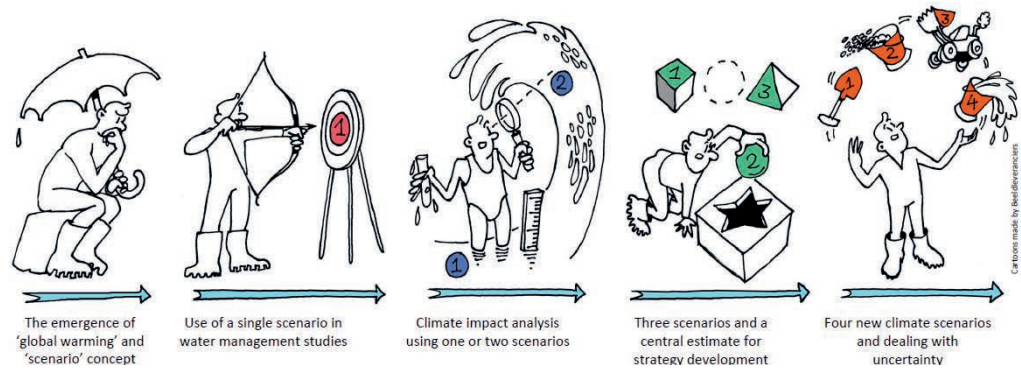 1
1
2
1
1
3
2
1
2
3
4
The emergence of
'global warming' and
'scenario' concept
Use of a single scenario in
water management studies
Climate impact analysis
using one or two scenarios
Three scenarios and a
central estimate for
strategy development
Four new climate scenarios
and dealing with
uncertainty
Cartoons made by Beeldleveranciers